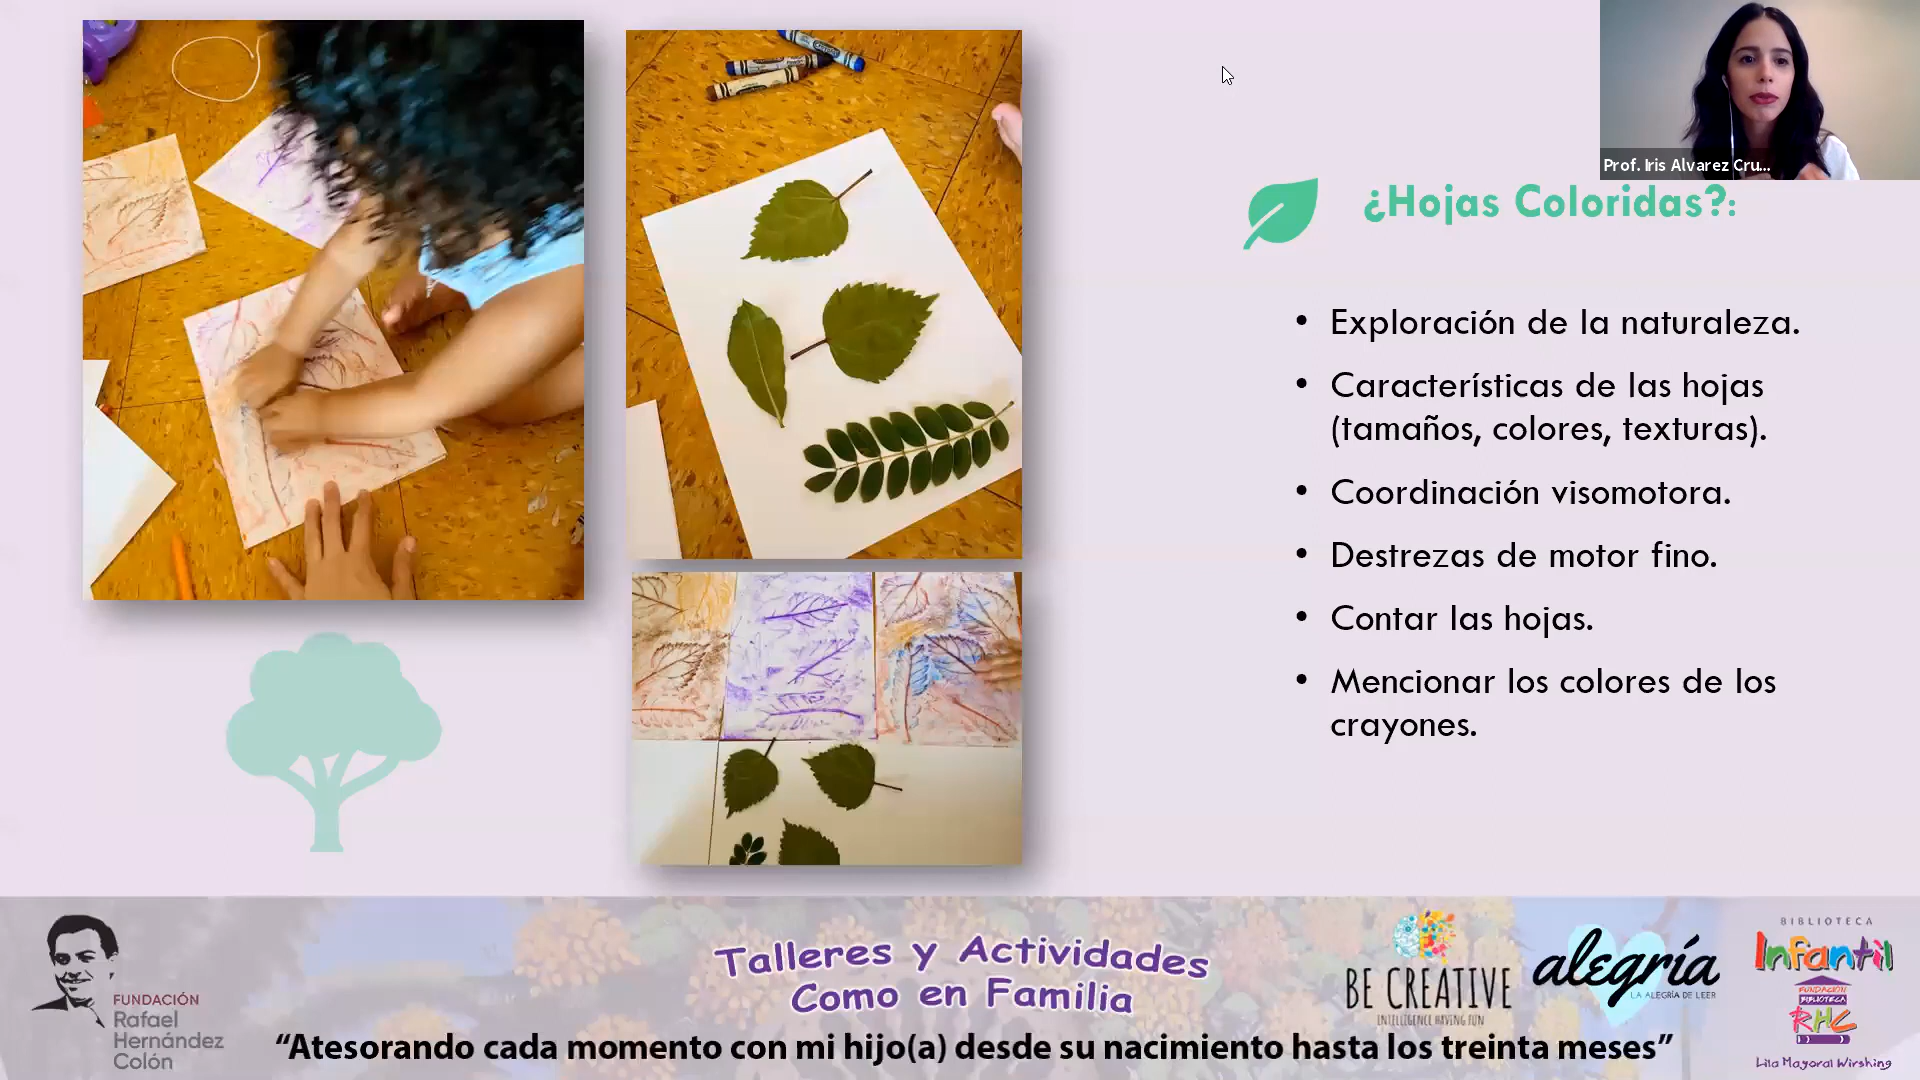 Prof. Iris Alvarez Cru...
¿Hojas Coloridas?:
• Exploración de la naturaleza.
• Características de las hojas
(tamaños, colores, texturas).
• Coordinación visomotora.
• Destrezas de motor fino.
• Contar las hojas.
• Mencionar los colores de los
crayones.
FUNDACIÓN
Rafael
Hernández
Colón
Talleres y Actividades
Como en Familia
“Atesorando cada momento con mi hijo(a) desde su nacimiento hasta los treinta meses”
BE CREATIVE
INTELLIGENCE HAVING FUN
alegría
LA ALEGRÍA DE LEER
BIBLIOTECA
Infantil
FUNDACIÓN
BIBLIOTECA
RHC
Lila Mayoral Wirshing